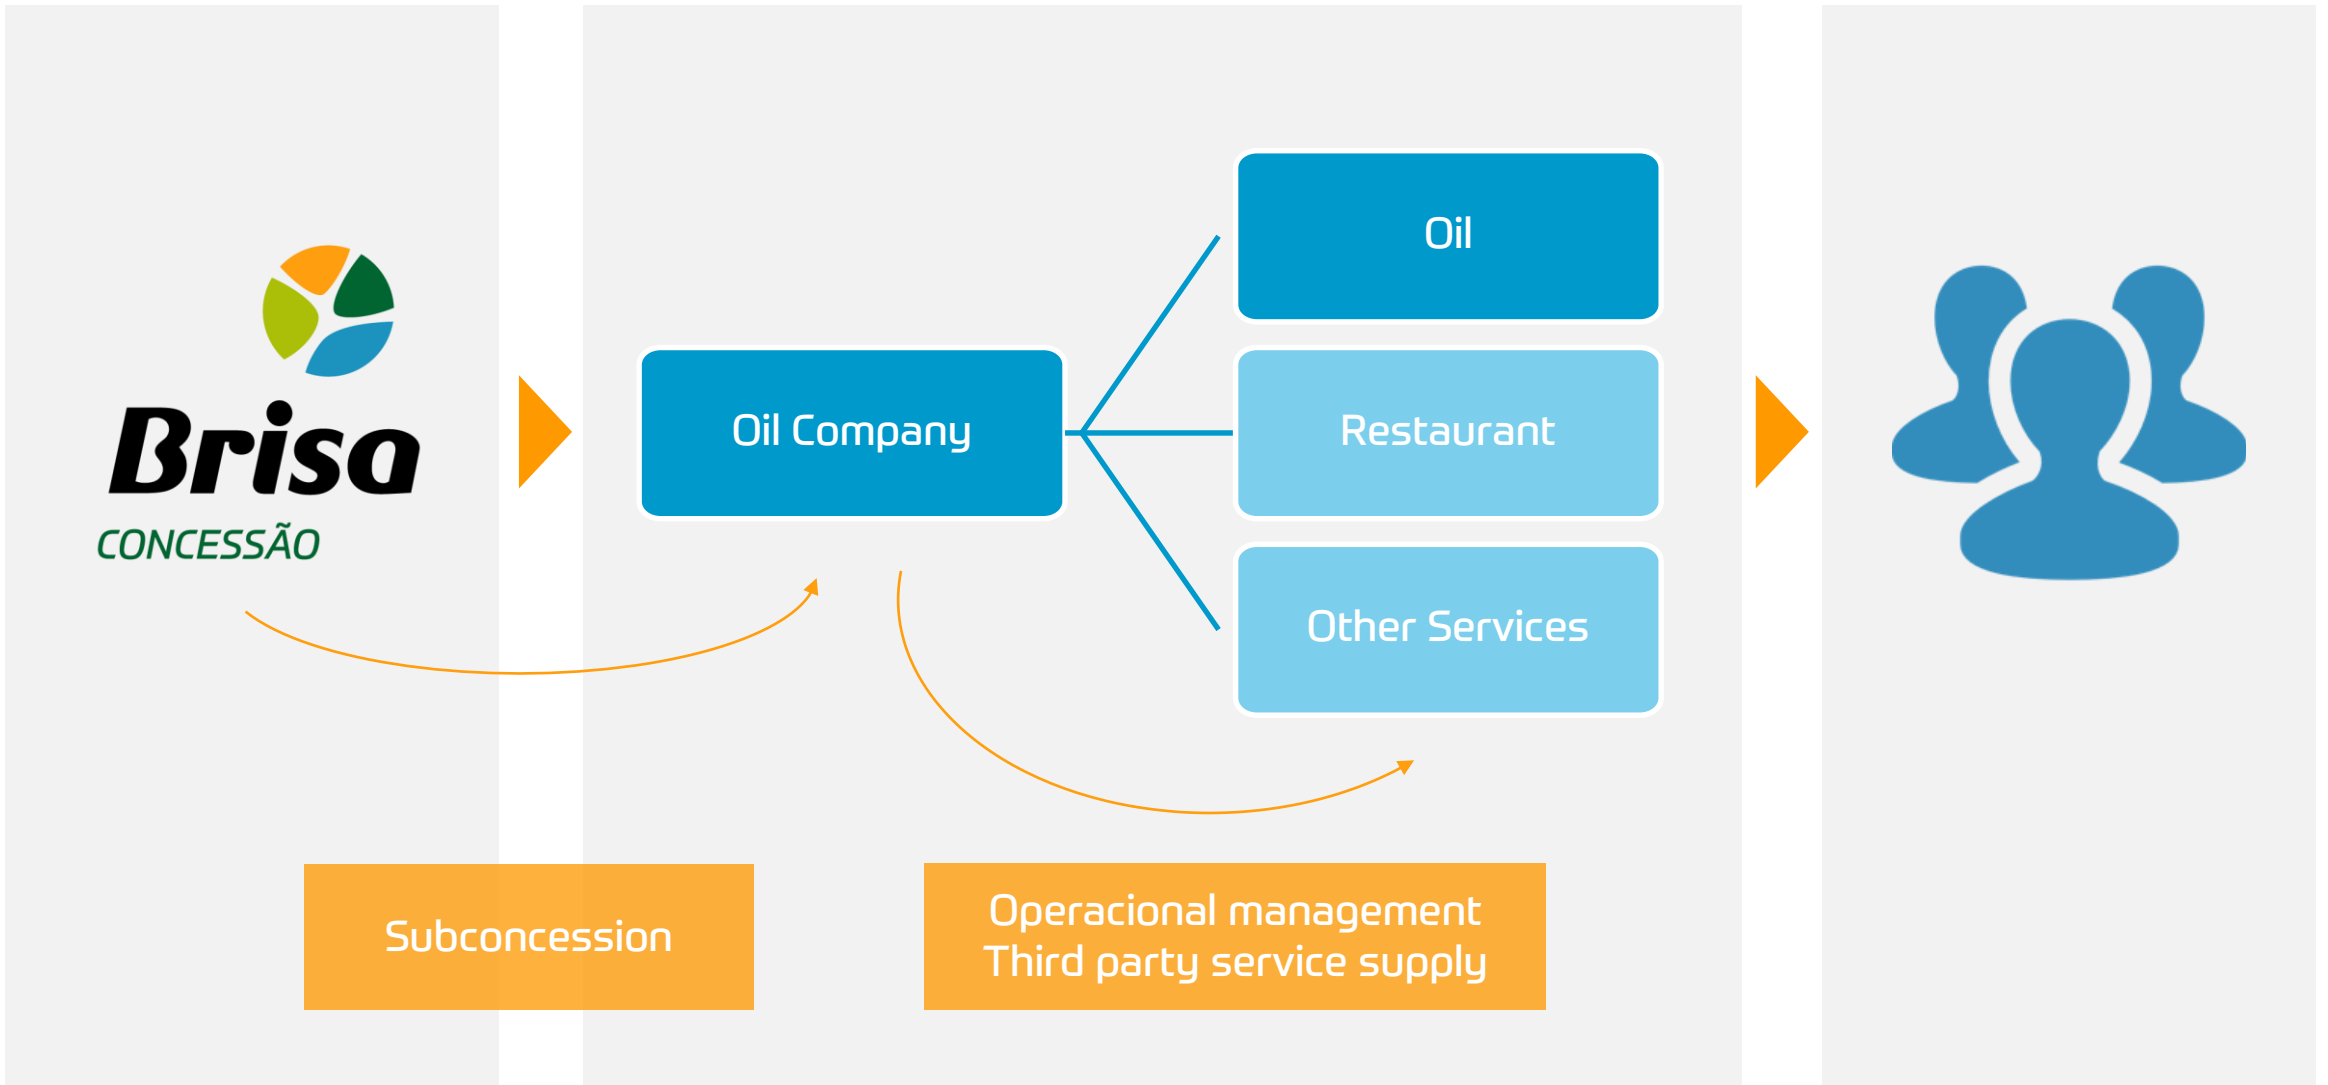 Brisa
CONCESSÃO
Oil Company
Oil
Restaurant
Other Services
Subconcession
Operacional management
Third party service supply